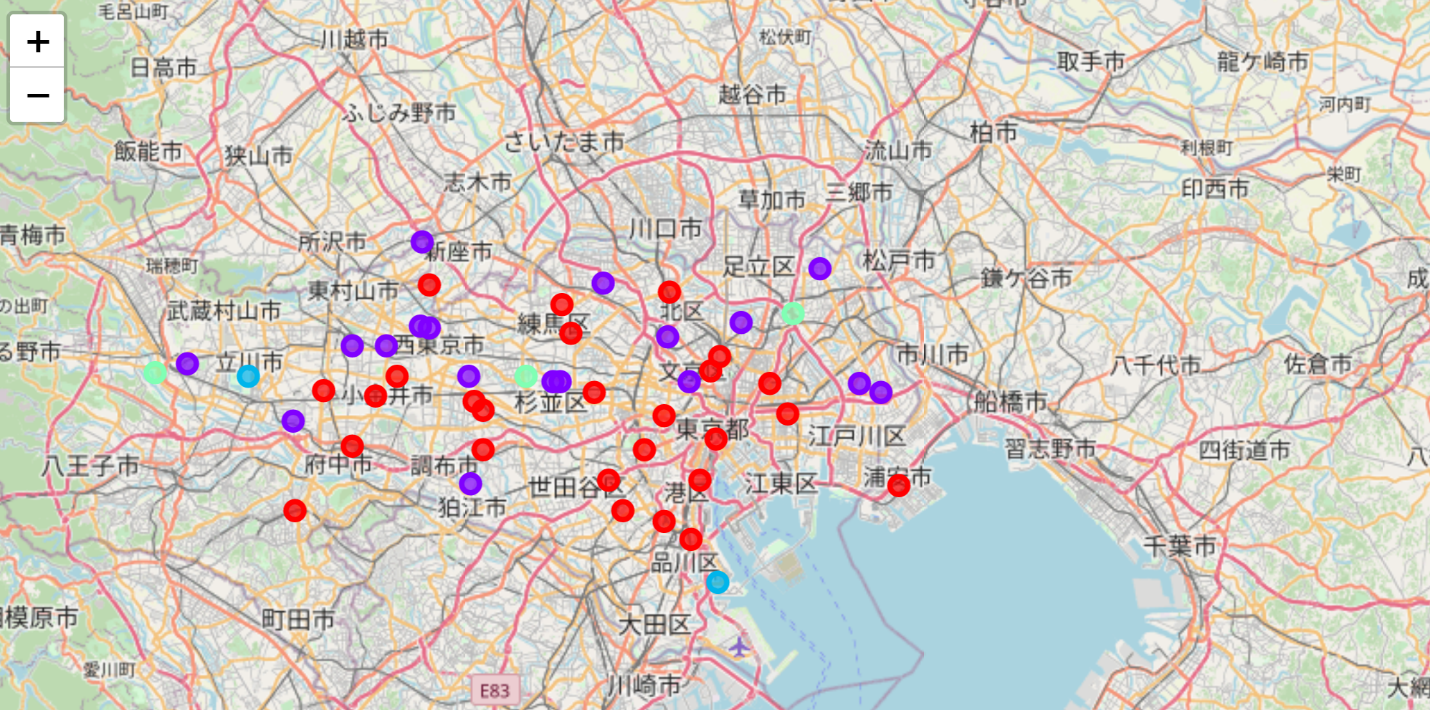 +
−
毛呂山町
川越市
松伏町
日高市
取手市
龍ケ崎市
越谷市
河内町
ふじみ野市
さいたま市
柏市
飯能市
狭山市
流山市
利根町
志木市
栄町
草加市
三郷市
印西市
川口市
青梅市
所沢市
新座市
瑞穂町
足立区
松戸市
鎌ケ谷市
東村山市
の出町
武蔵村山市
北区
練馬区
西東京市
る野市
立川市
市川市
八千代市
佐倉市
小金井市
杉並区
船橋市
東京都
江戸川区
習志野市
四街道市
八王子市
府中市
調布市
浦安市
世田谷区
港区
江東区
狛江市
千葉市
品川区
町田市
大田区
愛川町
川崎市
E83
大網